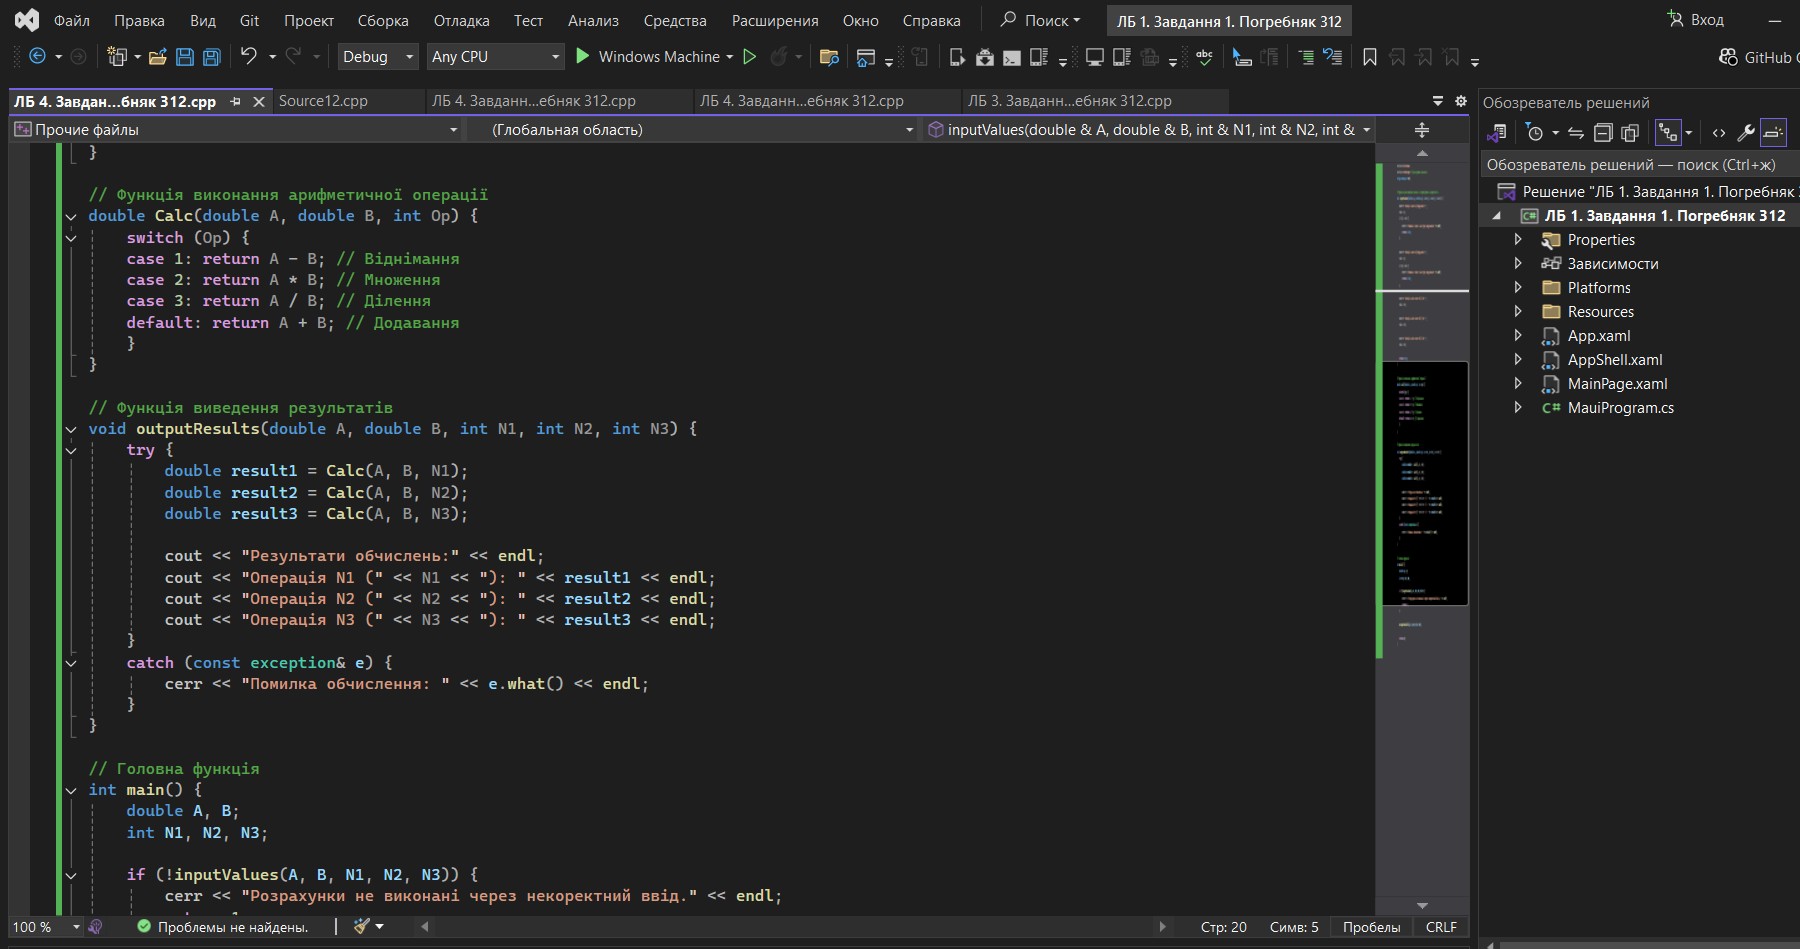 Файл Правка Вид Git Проект Сборка Отладка Тест Анализ Средства Расширения Окно Справка Поиск ЛБ 1. Завдання 1. Погребняк 312 Вход
Debug Any CPU Windows Machine abc GitHub
ЛБ 4. Завдан...бняк 312.cpp Source12.cpp ЛБ 4. Завданн...ебняк 312.cpp ЛБ 4. Завданн...ебняк 312.cpp ЛБ 3. Завданн...ебняк 312.cpp
Прочие файлы (Глобальная область) inputValues(double & A, double & B, int & N1, int & N2, int &
}
// Функція виконання арифметичної операції
double Calc(double A, double B, int Op) {
switch (Op) {
case 1: return A - B; // Віднімання
case 2: return A * B; // Множення
case 3: return A / B; // Ділення
default: return A + B; // Додавання
}
}
// Функція виведення результатів
void outputResults(double A, double B, int N1, int N2, int N3) {
try {
double result1 = Calc(A, B, N1);
double result2 = Calc(A, B, N2);
double result3 = Calc(A, B, N3);
cout << "Результати обчислень:" << endl;
cout << "Операція N1 (" << N1 << "): " << result1 << endl;
cout << "Операція N2 (" << N2 << "): " << result2 << endl;
cout << "Операція N3 (" << N3 << "): " << result3 << endl;
}
catch (const exception& e) {
cerr << "Помилка обчислення: " << e.what() << endl;
}
}
// Головна функція
int main() {
double A, B;
int N1, N2, N3;
if (!inputValues(A, B, N1, N2, N3)) {
cerr << "Розрахунки не виконані через некоректний ввід." << endl;
100 % Проблемы не найдены. Стр: 20 Симв: 5 Пробелы CRLF
Обозреватель решений
Обозреватель решений — поиск (Ctrl+ж)
Решение "ЛБ 1. Завдання 1. Погребняк
ЛБ 1. Завдання 1. Погребняк 312
Properties
Зависимости
Platforms
Resources
App.xaml
AppShell.xaml
MainPage.xaml
C# MauiProgram.cs